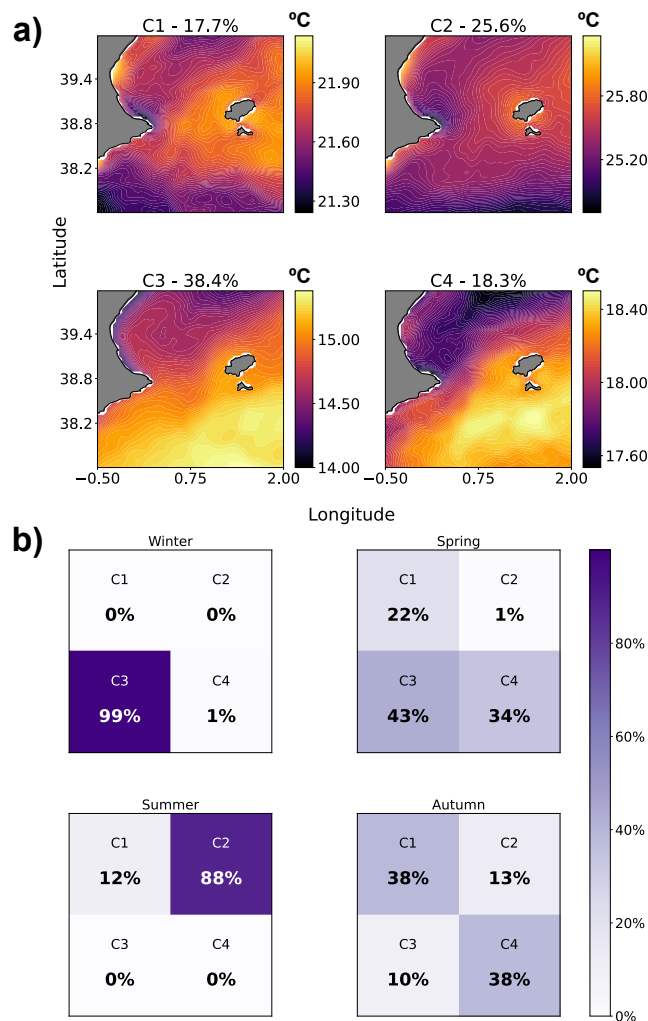 a)
C1 - 17.7%
ºC
C2 - 25.6%
ºC
39.4
38.8
38.2
21.90
21.60
21.30
25.80
25.20
Latitude
C3 - 38.4%
ºC
C4 - 18.3%
ºC
39.4
38.8
38.2
15.00
14.50
14.00
18.40
18.00
17.60
−0.50
0.75
2.00
−0.50
0.75
2.00
Longitude
b)
Winter
C1
C2
0%
0%
C3
C4
99%
1%
Spring
C1
C2
22%
1%
C3
C4
43%
34%
Summer
C1
C2
12%
88%
C3
C4
0%
0%
Autumn
C1
C2
38%
13%
C3
C4
10%
38%
80%
60%
40%
20%
0%